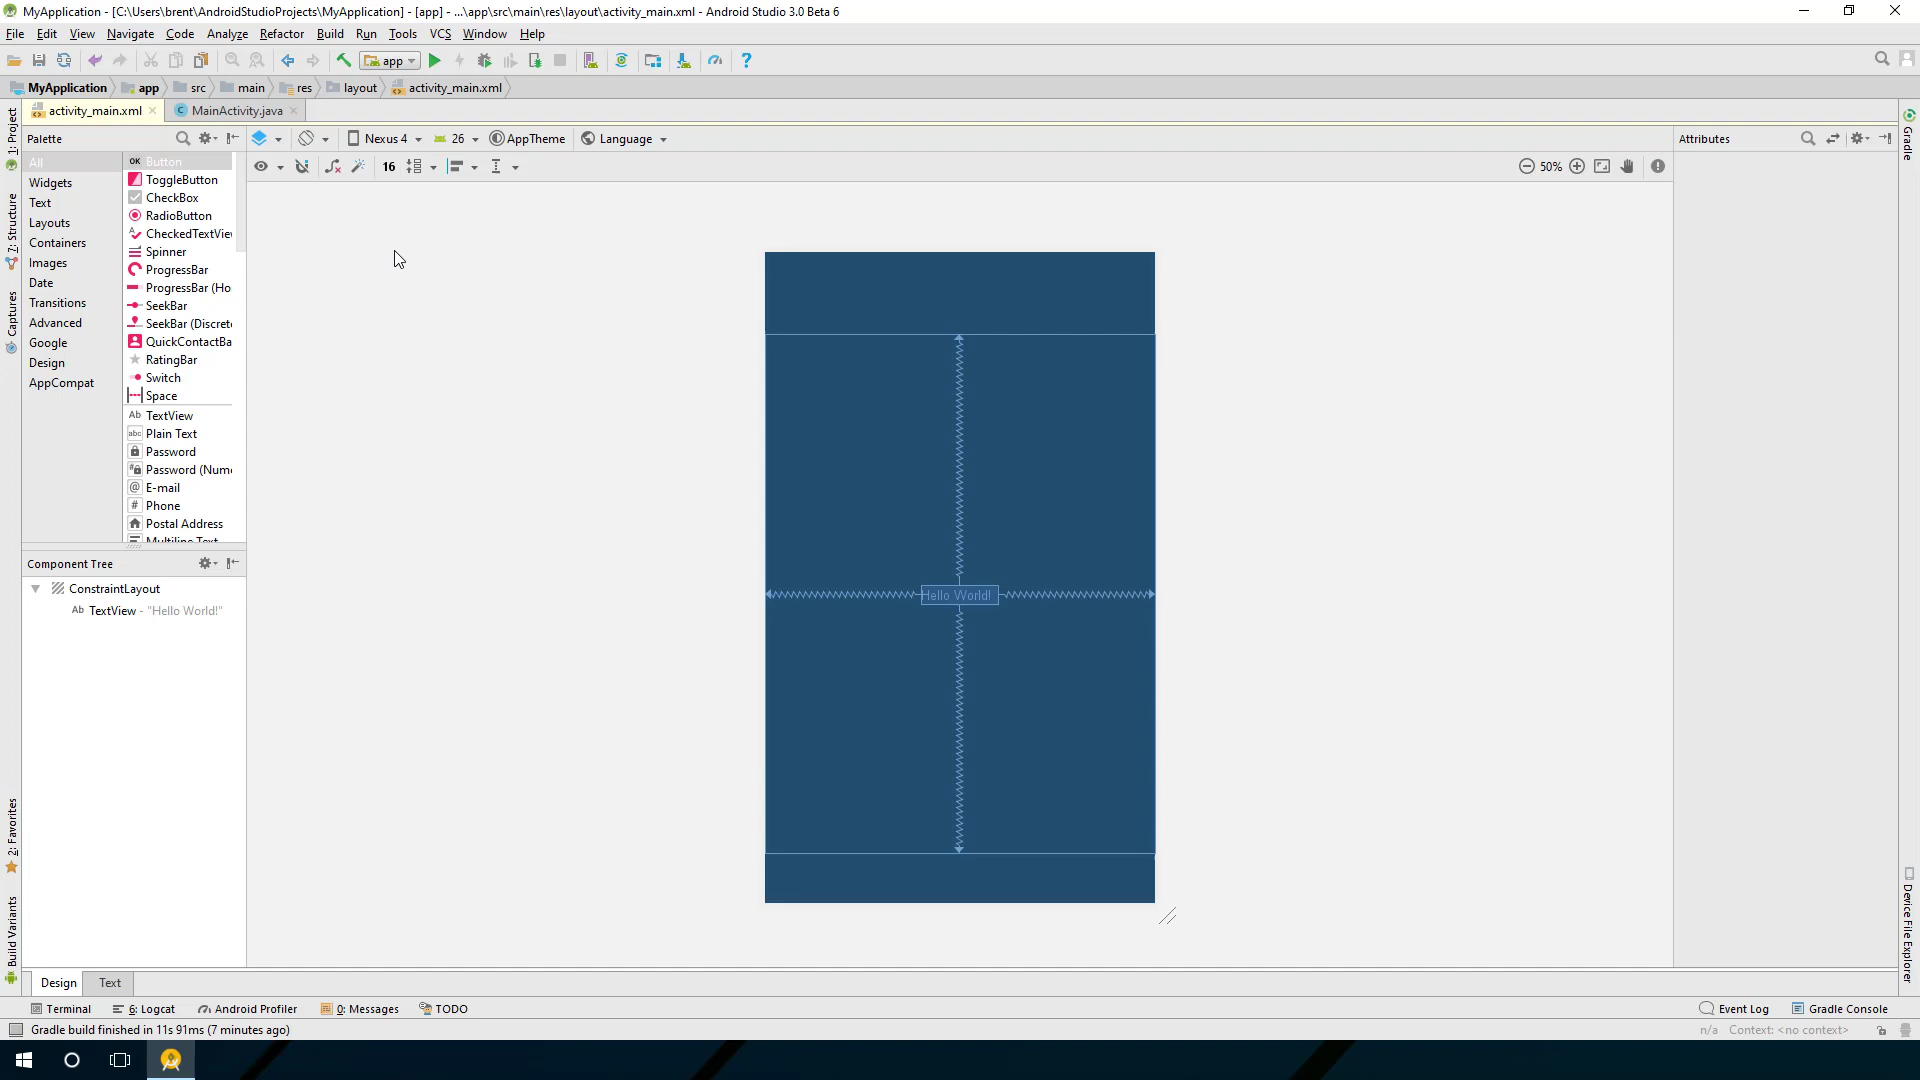 MyApplication - [C:\Users\brent\AndroidStudioProjects\MyApplication] - [app] - ...\app\src\main\res\layout\activity_main.xml - Android Studio 3.0 Beta 6
File Edit View Navigate Code Analyze Refactor Build Run Tools VCS Window Help
app
MyApplication app src main res layout activity_main.xml
activity_main.xml MainActivity.java
Palette Nexus 4 26 AppTheme Language Attributes
16 50%
All
Widgets
Text
Layouts
Containers
Images
Date
Transitions
Advanced
Google
Design
AppCompat
OK Button
ToggleButton
CheckBox
RadioButton
CheckedTextVie
Spinner
ProgressBar
ProgressBar (Ho
SeekBar
SeekBar (Discret
QuickContactBa
RatingBar
Switch
Space
Ab TextView
abc Plain Text
Password
Password (Num
@ E-mail
# Phone
Postal Address
Multiline Text
Component Tree
ConstraintLayout
Ab TextView - "Hello World!"
Hello World!
1: Project
7: Structure
Captures
2: Favorites
Build Variants
Gradle
Device File Explorer
Design Text
Terminal 6: Logcat Android Profiler 0: Messages TODO Event Log Gradle Console
Gradle build finished in 11s 91ms (7 minutes ago) n/a Context: <no context>